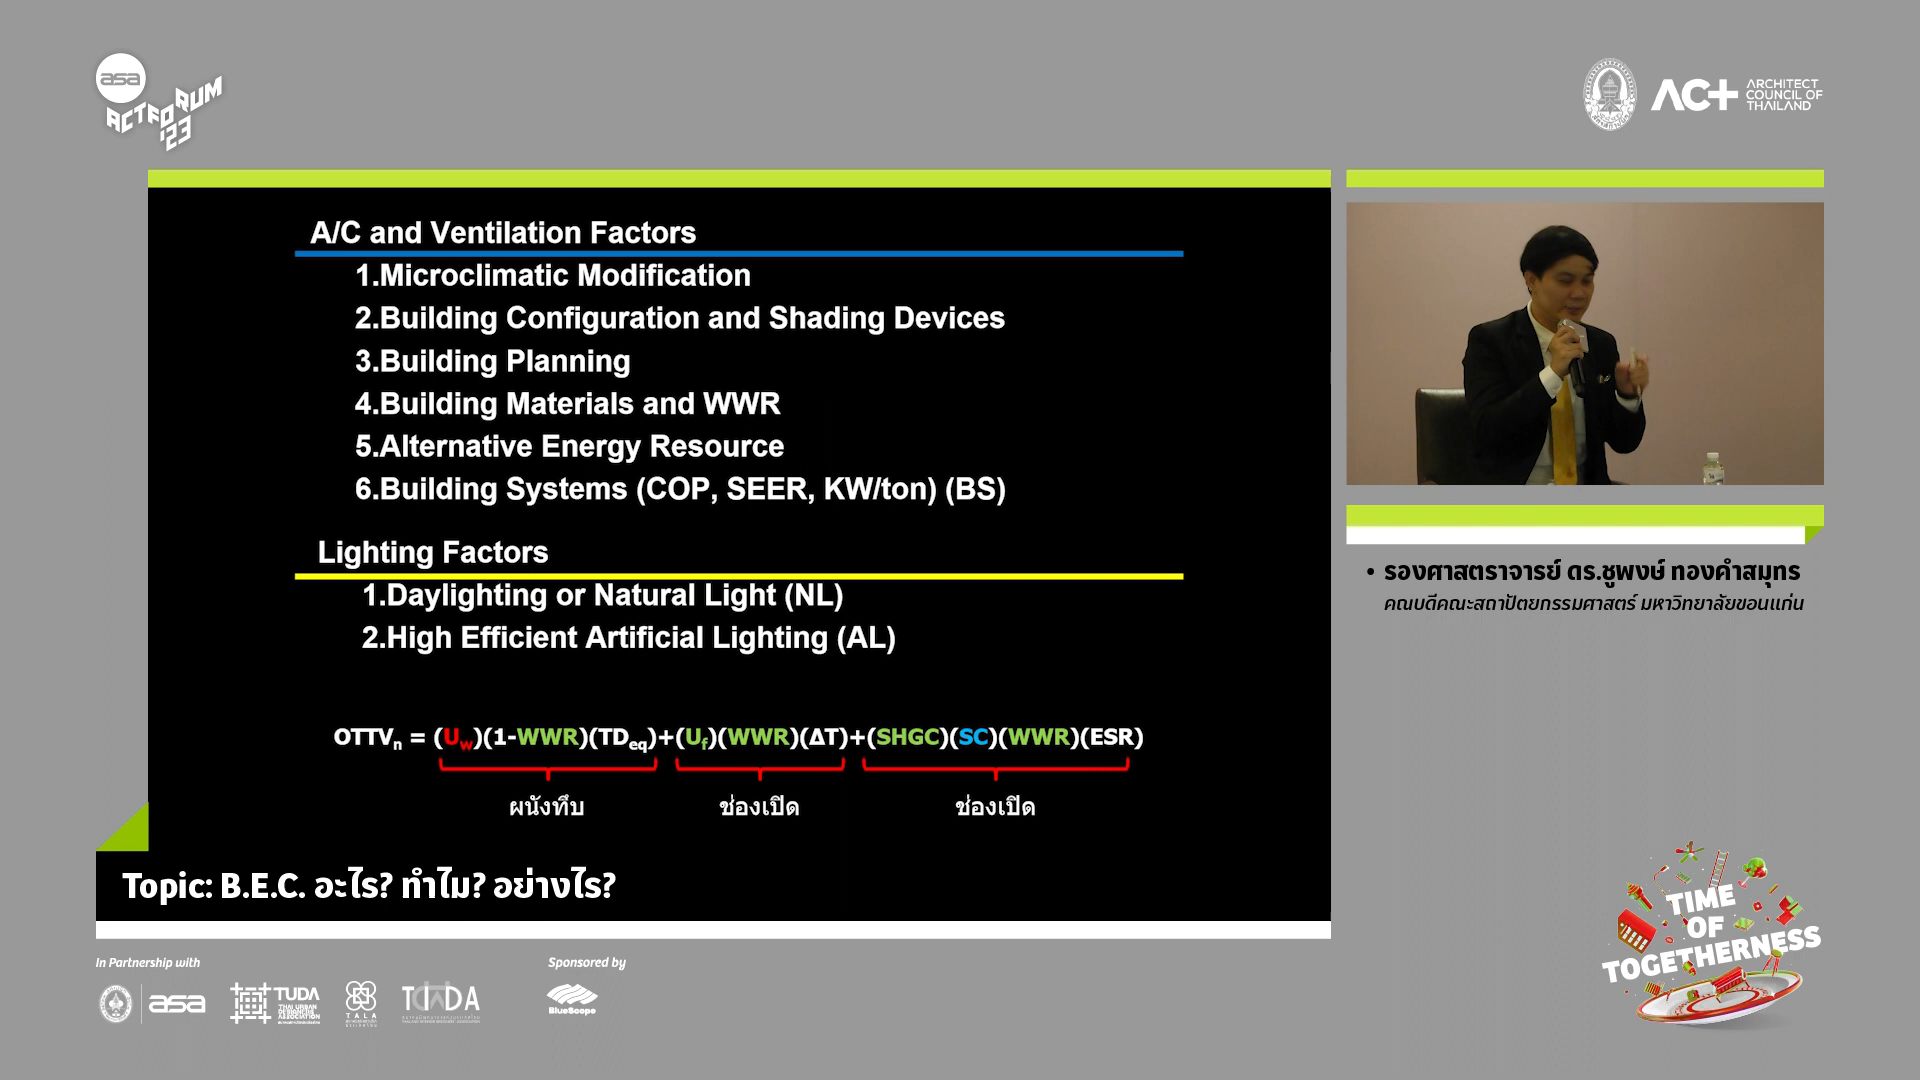 asa
ACTFORUM
'23
ACT
ARCHITECT
COUNCIL OF
THAILAND
A/C and Ventilation Factors
1.Microclimatic Modification
2.Building Configuration and Shading Devices
3.Building Planning
4.Building Materials and WWR
5.Alternative Energy Resource
6.Building Systems (COP, SEER, KW/ton) (BS)
Lighting Factors
1.Daylighting or Natural Light (NL)
2.High Efficient Artificial Lighting (AL)
OTTVn = (Uw)(1-WWR)(TDeq)+(Uf)(WWR)(ΔT)+(SHGC)(SC)(WWR)(ESR)
ผนังทึบ ช่องเปิด ช่องเปิด
Topic: B.E.C. อะไร? ทำไม? อย่างไร?
• รองศาสตราจารย์ ดร.ชูพงษ์ ทองคำสมุทร
คณบดีคณะสถาปัตยกรรมศาสตร์ มหาวิทยาลัยขอนแก่น
TIME
OF
TOGETHERNESS
In Partnership with
Sponsored by
asa
TUDA
THAI URBAN
DESIGNERS
ASSOCIATION
TALA
TIDA
BlueScope